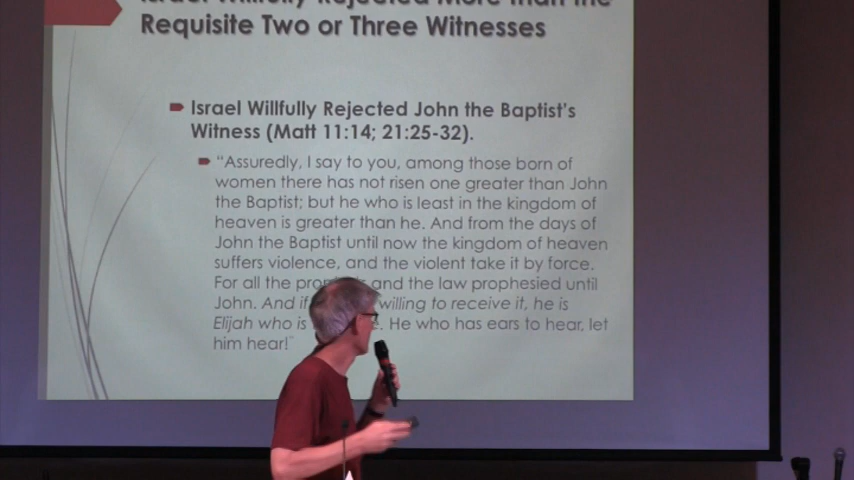 Israel Willfully Rejected More than the
Requisite Two or Three Witnesses
Israel Willfully Rejected John the Baptist's
Witness (Matt 11:14; 21:25-32).
"Assuredly, I say to you, among those born of
women there has not risen one greater than John
the Baptist; but he who is least in the kingdom of
heaven is greater than he. And from the days of
John the Baptist until now the kingdom of heaven
suffers violence, and the violent take it by force.
For all the and the law prophesied until
John. And if willing to receive it, he is
Elijah who is He who has ears to hear, let
him hear!"